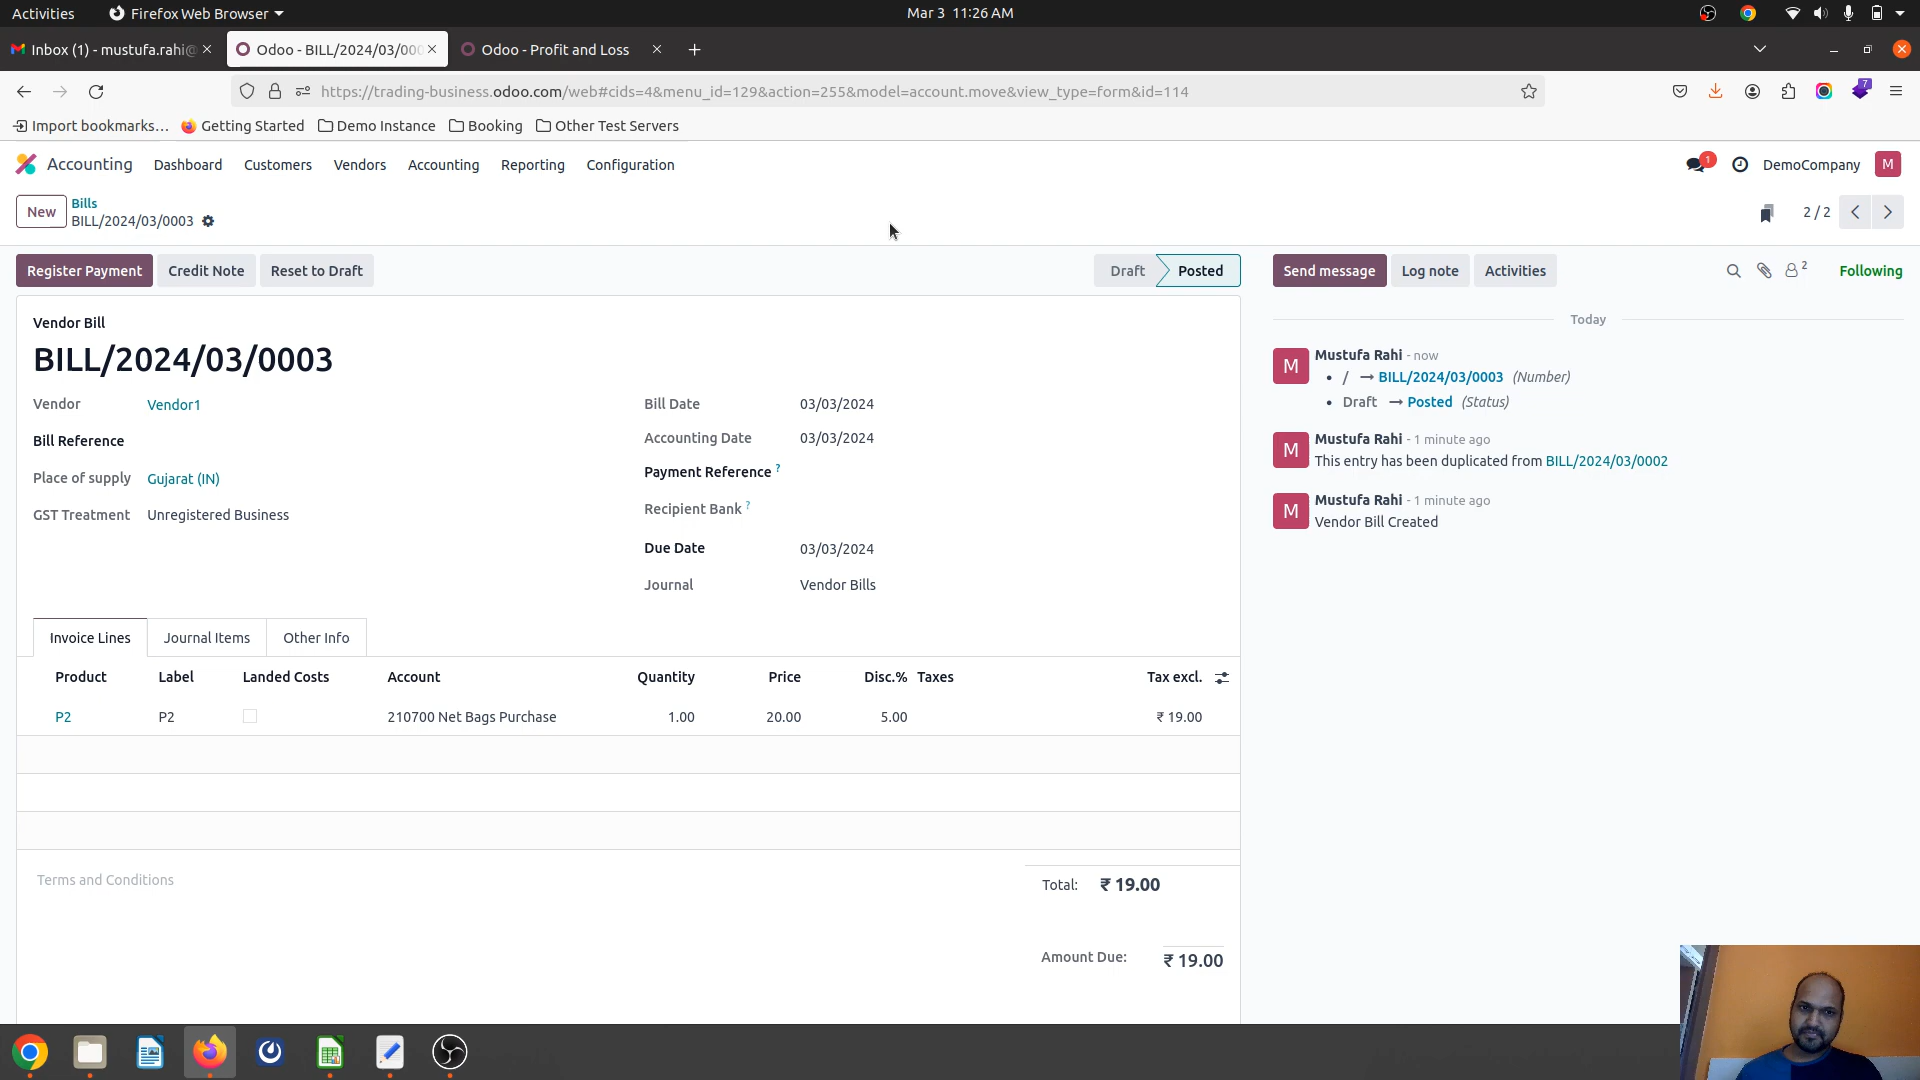 Activities Firefox Web Browser Mar 3 11:26 AM
Inbox (1) - mustufa.rahi@ Odoo - BILL/2024/03/000 Odoo - Profit and Loss
https://trading-business.odoo.com/web#cids=4&menu_id=129&action=255&model=account.move&view_type=form&id=114 7
Import bookmarks... Getting Started Demo Instance Booking Other Test Servers
Accounting Dashboard Customers Vendors Accounting Reporting Configuration 1 DemoCompany M
New Bills
BILL/2024/03/0003 2 / 2
Register Payment Credit Note Reset to Draft Draft Posted Send message Log note Activities 2 Following
Vendor Bill
BILL/2024/03/0003
Vendor Vendor1
Bill Reference
Place of supply Gujarat (IN)
GST Treatment Unregistered Business
Bill Date 03/03/2024
Accounting Date 03/03/2024
Payment Reference ?
Recipient Bank ?
Due Date 03/03/2024
Journal Vendor Bills
Invoice Lines Journal Items Other Info
Product Label Landed Costs Account Quantity Price Disc.% Taxes Tax excl.
P2 P2 210700 Net Bags Purchase 1.00 20.00 5.00 ₹ 19.00
Terms and Conditions
Total: ₹ 19.00
Amount Due: ₹ 19.00
Today
M Mustufa Rahi - now
• / → BILL/2024/03/0003 (Number)
• Draft → Posted (Status)
M Mustufa Rahi - 1 minute ago
This entry has been duplicated from BILL/2024/03/0002
M Mustufa Rahi - 1 minute ago
Vendor Bill Created